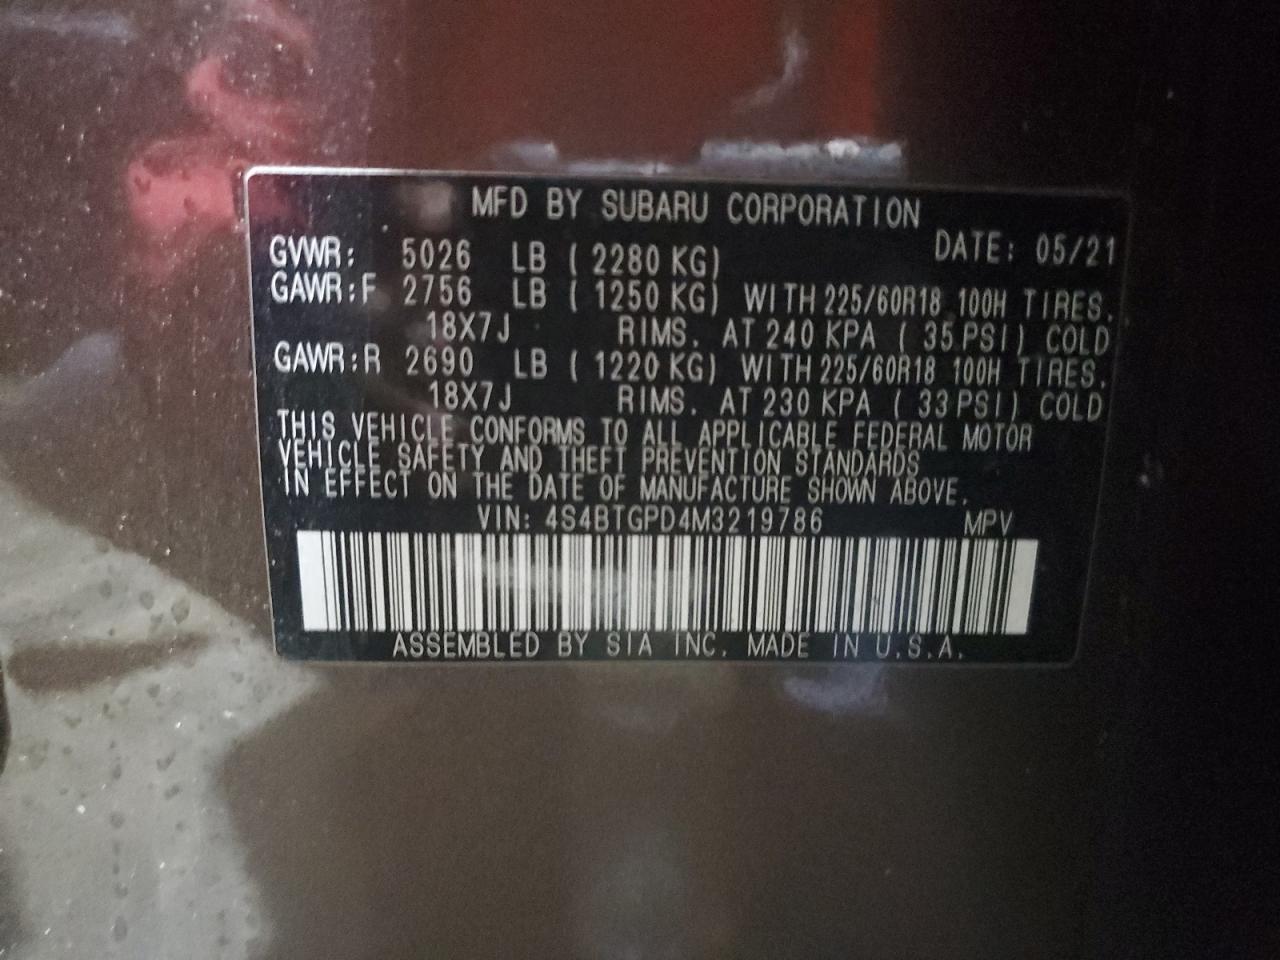 MFD BY SUBARU CORPORATION
DATE: 05/21
GVWR: 5026 LB ( 2280 KG)
GAWR:F 2756 LB ( 1250 KG) WITH 225/60R18 100H TIRES.
18X7J RIMS. AT 240 KPA ( 35 PSI) COLD
GAWR:R 2690 LB ( 1220 KG) WITH 225/60R18 100H TIRES.
18X7J RIMS. AT 230 KPA ( 33 PSI) COLD
THIS VEHICLE CONFORMS TO ALL APPLICABLE FEDERAL MOTOR
VEHICLE SAFETY AND THEFT PREVENTION STANDARDS
IN EFFECT ON THE DATE OF MANUFACTURE SHOWN ABOVE.
VIN: 4S4BTGPD4M3219786 MPV
ASSEMBLED BY SIA INC. MADE IN U.S.A.